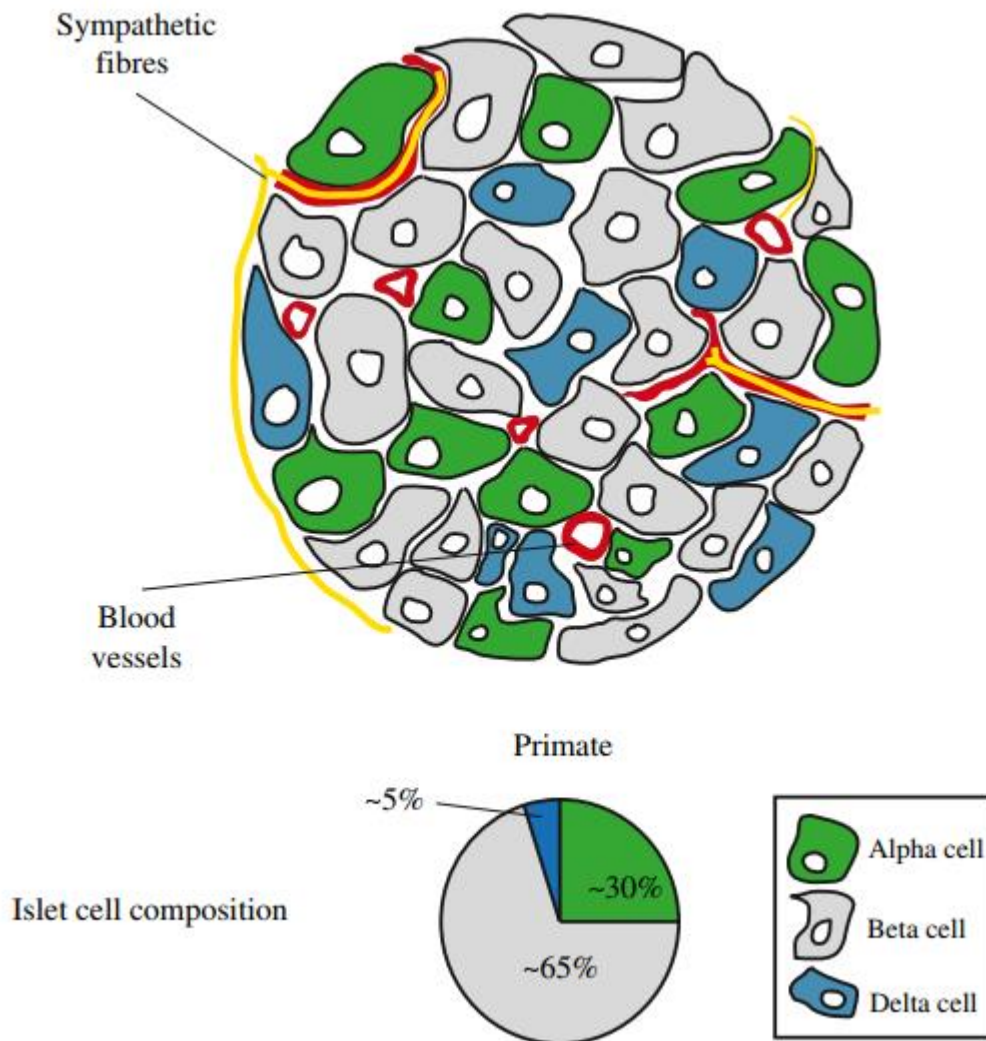 Sympathetic
fibres
Blood
vessels
Primate
~5%
~30%
Islet cell composition
~65%
Alpha cell
Beta cell
Delta cell